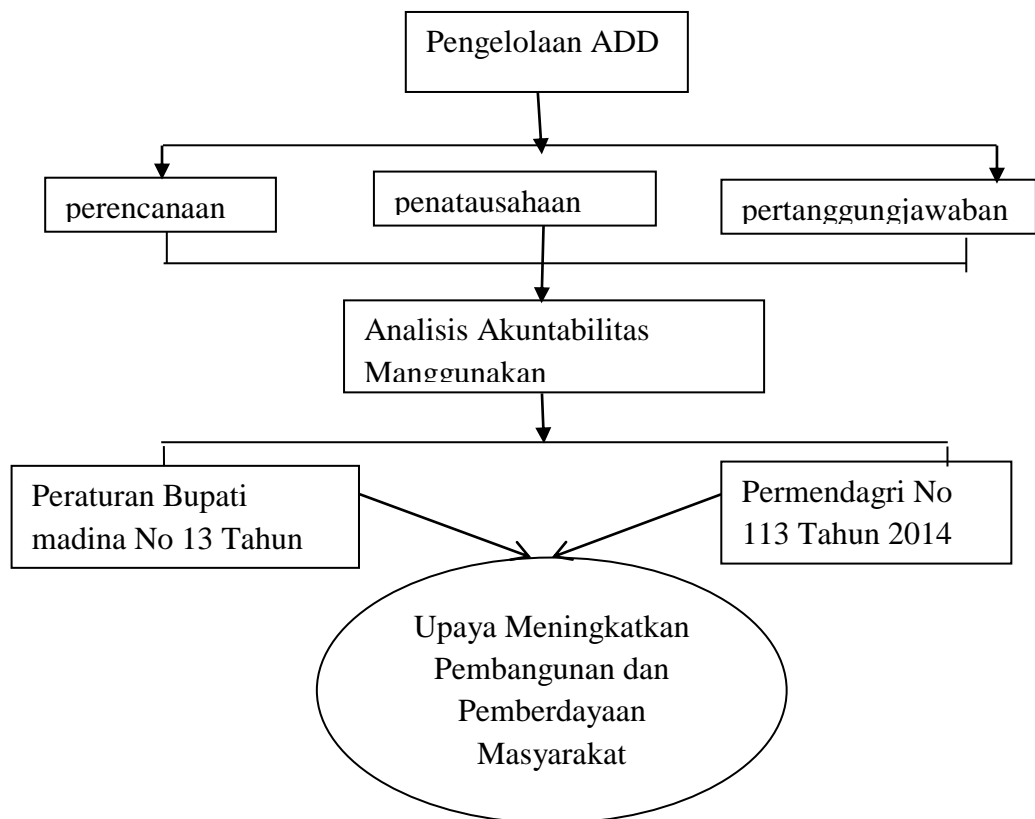 Pengelolaan ADD
perencanaan
penatausahaan
pertanggungjawaban
Analisis Akuntabilitas
Manggunakan
Peraturan Bupati
madina No 13 Tahun
Permendagri No
113 Tahun 2014
Upaya Meningkatkan
Pembangunan dan
Pemberdayaan
Masyarakat